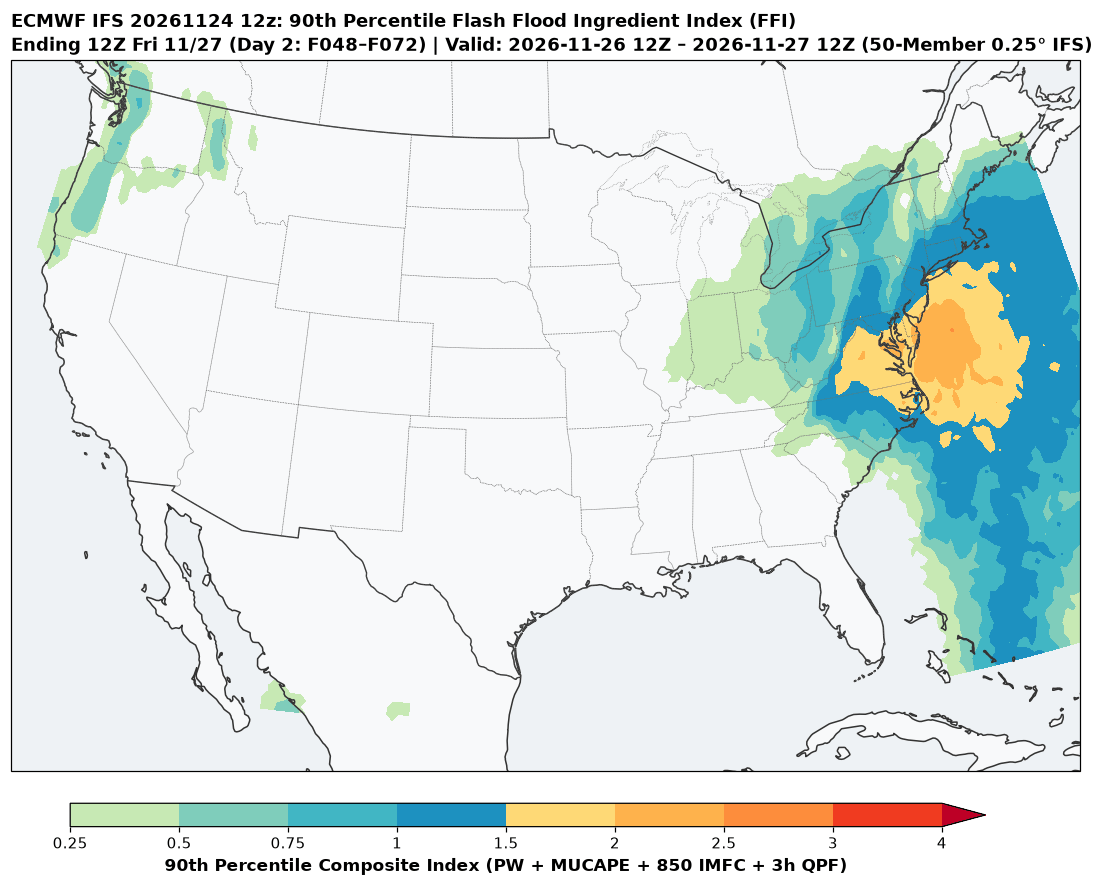 ECMWF IFS 20261124 12z: 90th Percentile Flash Flood Ingredient Index (FFI)
Ending 12Z Fri 11/27 (Day 2: F048–F072) | Valid: 2026-11-26 12Z – 2026-11-27 12Z (50-Member 0.25° IFS)
0.25 0.5 0.75 1 1.5 2 2.5 3 4
90th Percentile Composite Index (PW + MUCAPE + 850 IMFC + 3h QPF)